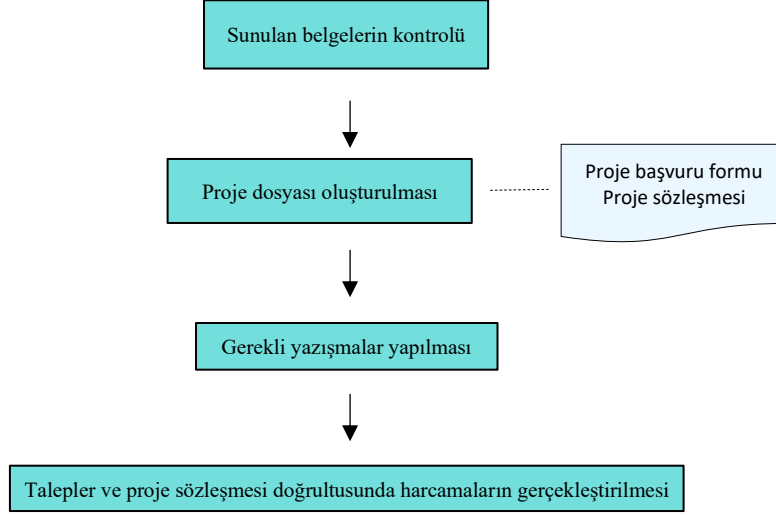 Sunulan belgelerin kontrolü
Proje dosyası oluşturulması
Proje başvuru formu
Proje sözleşmesi
Gerekli yazışmalar yapılması
Talepler ve proje sözleşmesi doğrultusunda harcamaların gerçekleştirilmesi